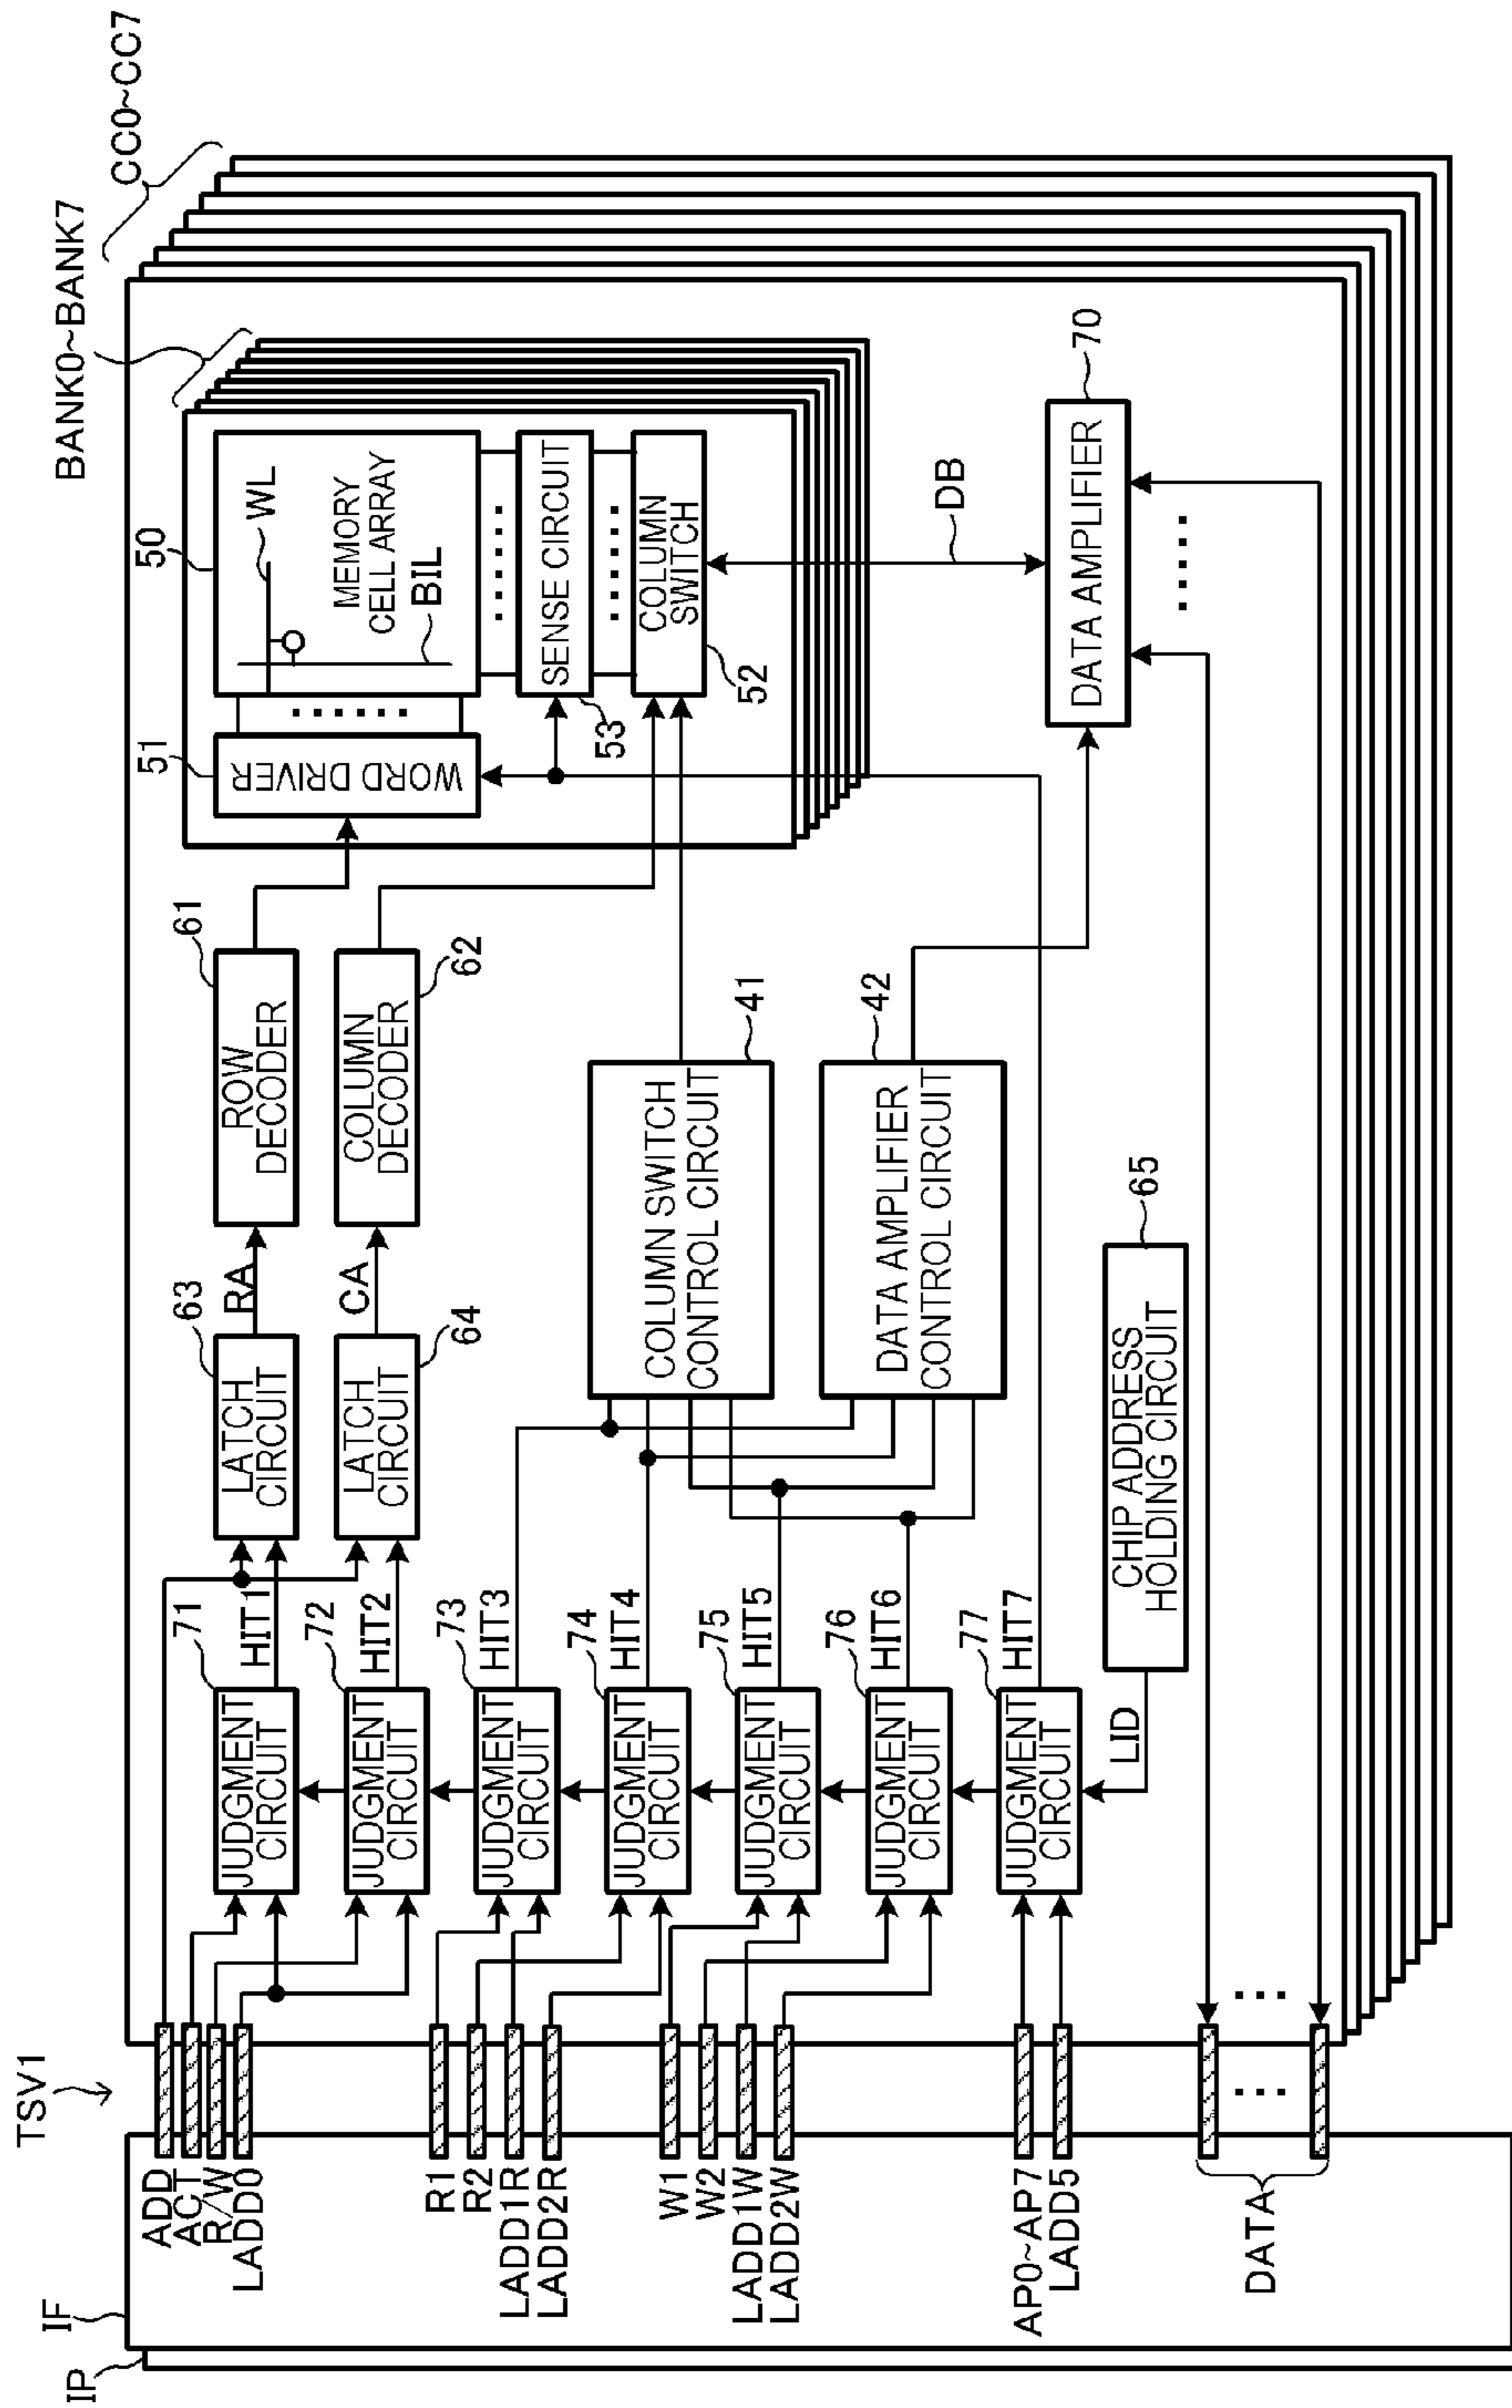 IP
IF
TSV1
ADD
ACT
R/W
LADD0
R1
R2
LADD1R
LADD2R
W1
W2
LADD1W
LADD2W
AP0~AP7
LADD5
DATA
71
JUDGMENT
CIRCUIT
HIT1
72
JUDGMENT
CIRCUIT
HIT2
73
JUDGMENT
CIRCUIT
HIT3
74
JUDGMENT
CIRCUIT
HIT4
75
JUDGMENT
CIRCUIT
HIT5
76
JUDGMENT
CIRCUIT
HIT6
77
JUDGMENT
CIRCUIT
HIT7
LID
63
LATCH
CIRCUIT
RA
64
LATCH
CIRCUIT
CA
61
ROW
DECODER
62
COLUMN
DECODER
41
COLUMN SWITCH
CONTROL CIRCUIT
42
DATA AMPLIFIER
CONTROL CIRCUIT
65
CHIP ADDRESS
HOLDING CIRCUIT
51
WORD DRIVER
50
WL
MEMORY
CELL ARRAY
BIL
SENSE CIRCUIT
53
COLUMN
SWITCH
52
DB
DATA AMPLIFIER
70
BANK0~BANK7
CC0~CC7